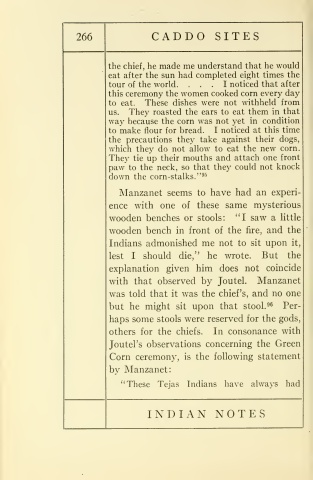 266
CADDO SITES
the chief, he made me understand that he would
eat after the sun had completed eight times the
tour of the world. . . . I noticed that after
this ceremony the women cooked corn every day
to eat. These dishes were not withheld from
us. They roasted the ears to eat them in that
way because the corn was not yet in condition
to make flour for bread. I noticed at this time
the precautions they take against their dogs,
which they do not allow to eat the new corn.
They tie up their mouths and attach one front
paw to the neck, so that they could not knock
down the corn-stalks."⁹⁵
Manzanet seems to have had an experi-
ence with one of these same mysterious
wooden benches or stools: "I saw a little
wooden bench in front of the fire, and the
Indians admonished me not to sit upon it,
lest I should die," he wrote. But the
explanation given him does not coincide
with that observed by Joutel. Manzanet
was told that it was the chief's, and no one
but he might sit upon that stool.⁹⁶ Per-
haps some stools were reserved for the gods,
others for the chiefs. In consonance with
Joutel's observations concerning the Green
Corn ceremony, is the following statement
by Manzanet:
"These Tejas Indians have always had
INDIAN NOTES